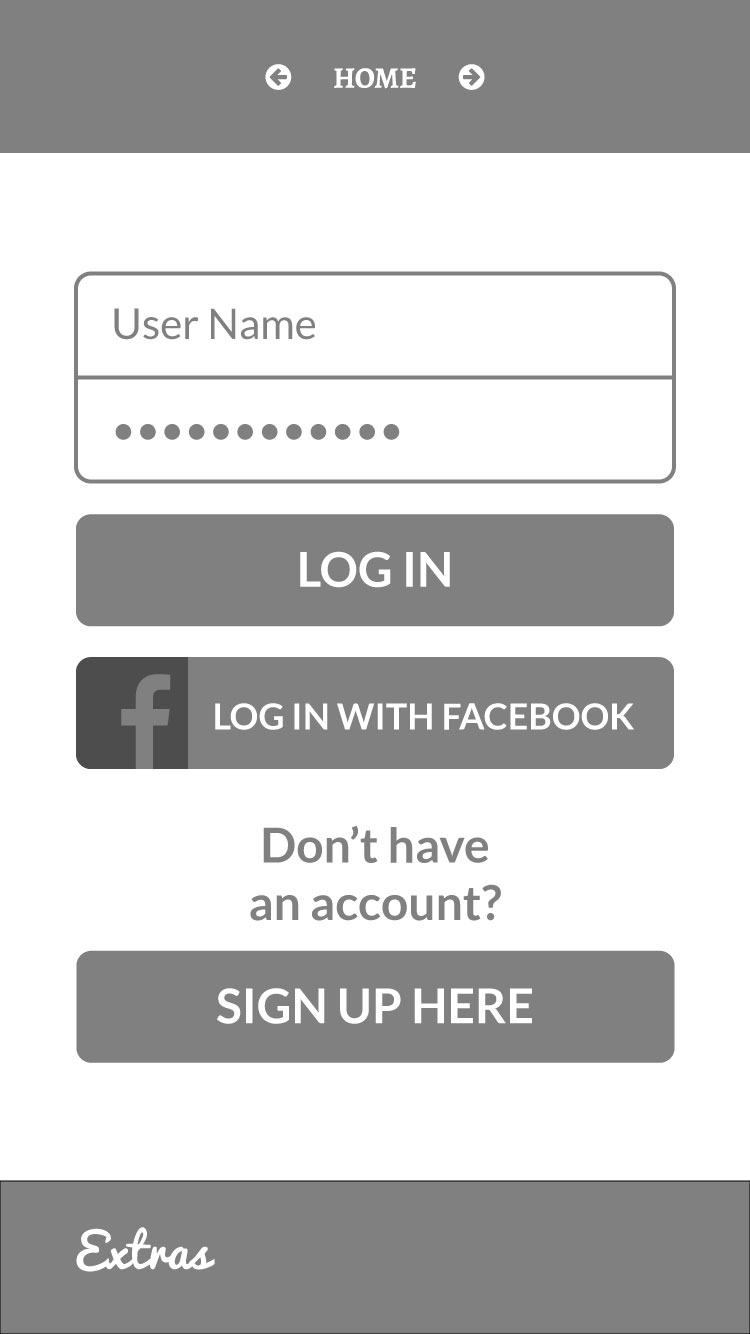 HOME
User Name
●●●●●●●●●●●●
LOG IN
f
LOG IN WITH FACEBOOK
Don’t have
an account?
SIGN UP HERE
Extras